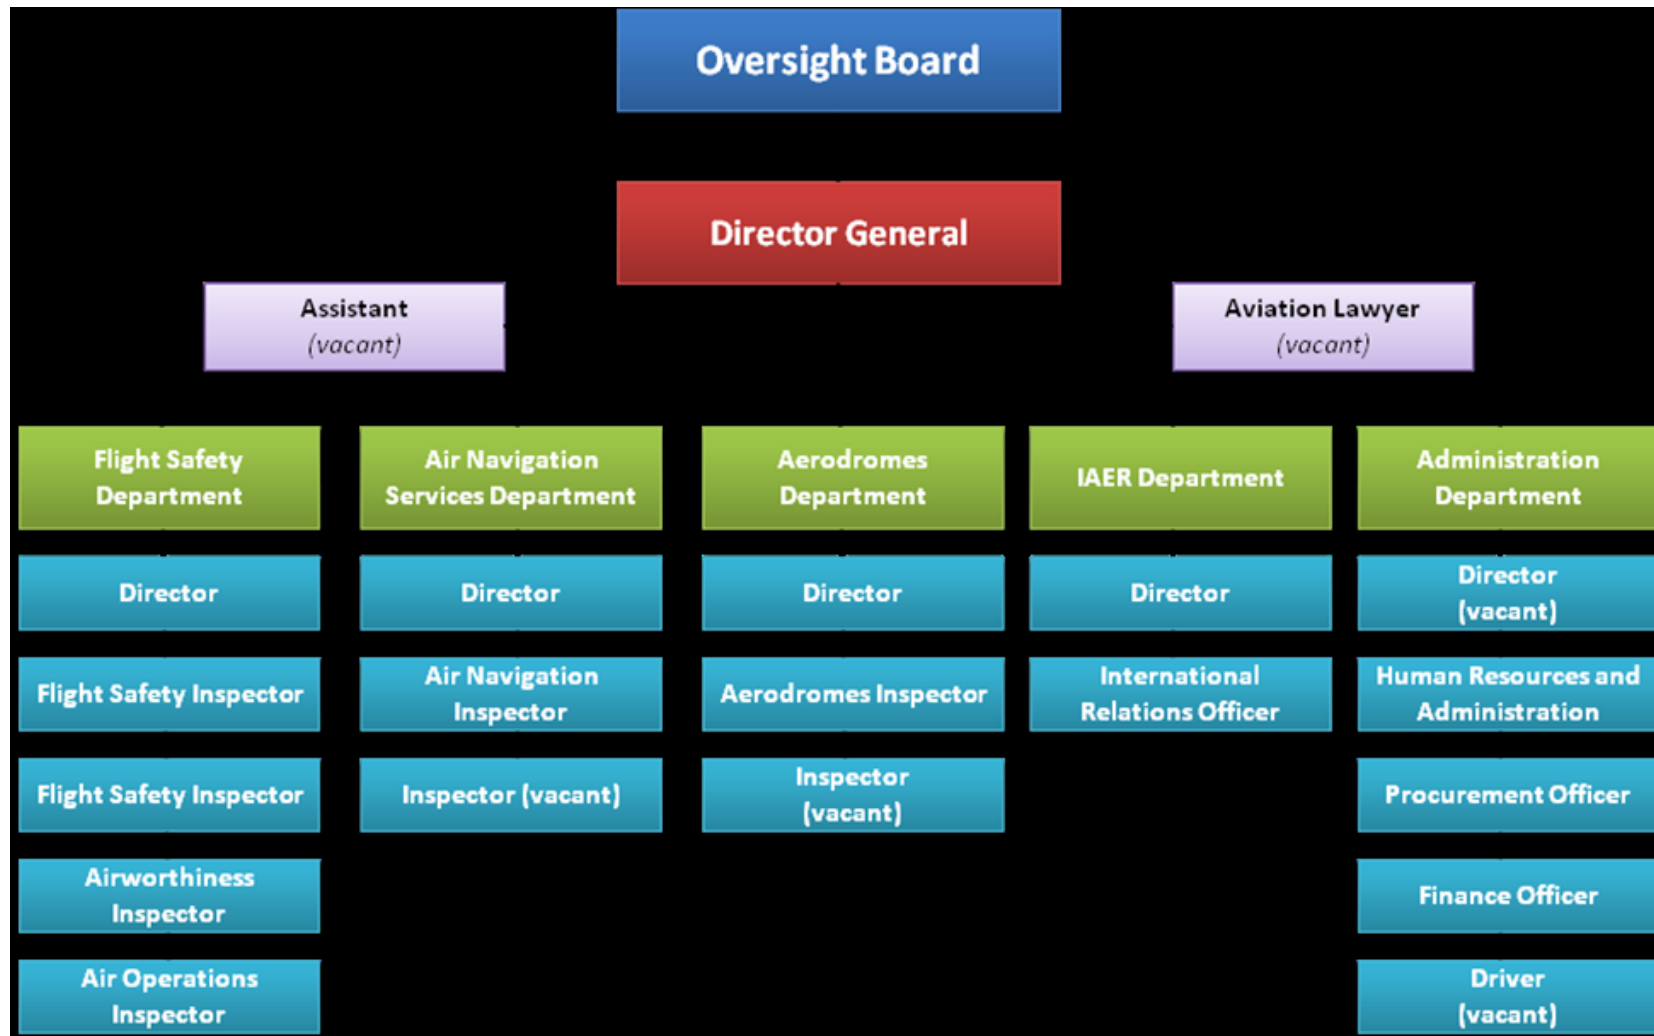 Oversight Board
Director General
Assistant
(vacant)
Aviation Lawyer
(vacant)
Flight Safety
Department
Air Navigation
Services Department
Aerodromes
Department
IAER Department
Administration
Department
Director
Director
Director
Director
Director
(vacant)
Flight Safety Inspector
Air Navigation
Inspector
Aerodromes Inspector
International
Relations Officer
Human Resources and
Administration
Flight Safety Inspector
Inspector (vacant)
Inspector
(vacant)
Procurement Officer
Airworthiness
Inspector
Finance Officer
Air Operations
Inspector
Driver
(vacant)